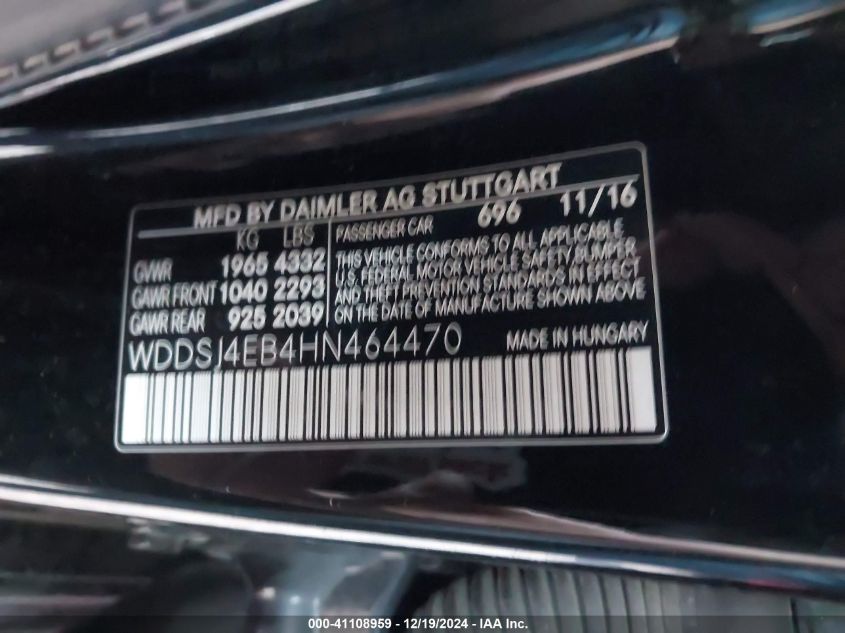 MFD BY DAIMLER AG STUTTGART
KG LBS
GVWR 1965 4332
GAWR FRONT 1040 2293
GAWR REAR 925 2039
PASSENGER CAR 696 11/16
THIS VEHICLE CONFORMS TO ALL APPLICABLE
U.S. FEDERAL MOTOR VEHICLE SAFETY BUMPER,
AND THEFT PREVENTION STANDARDS IN EFFECT
ON THE DATE OF MANUFACTURE SHOWN ABOVE
WDDSJ4EB4HN464470 MADE IN HUNGARY
000-41108959 - 12/19/2024 - IAA Inc.